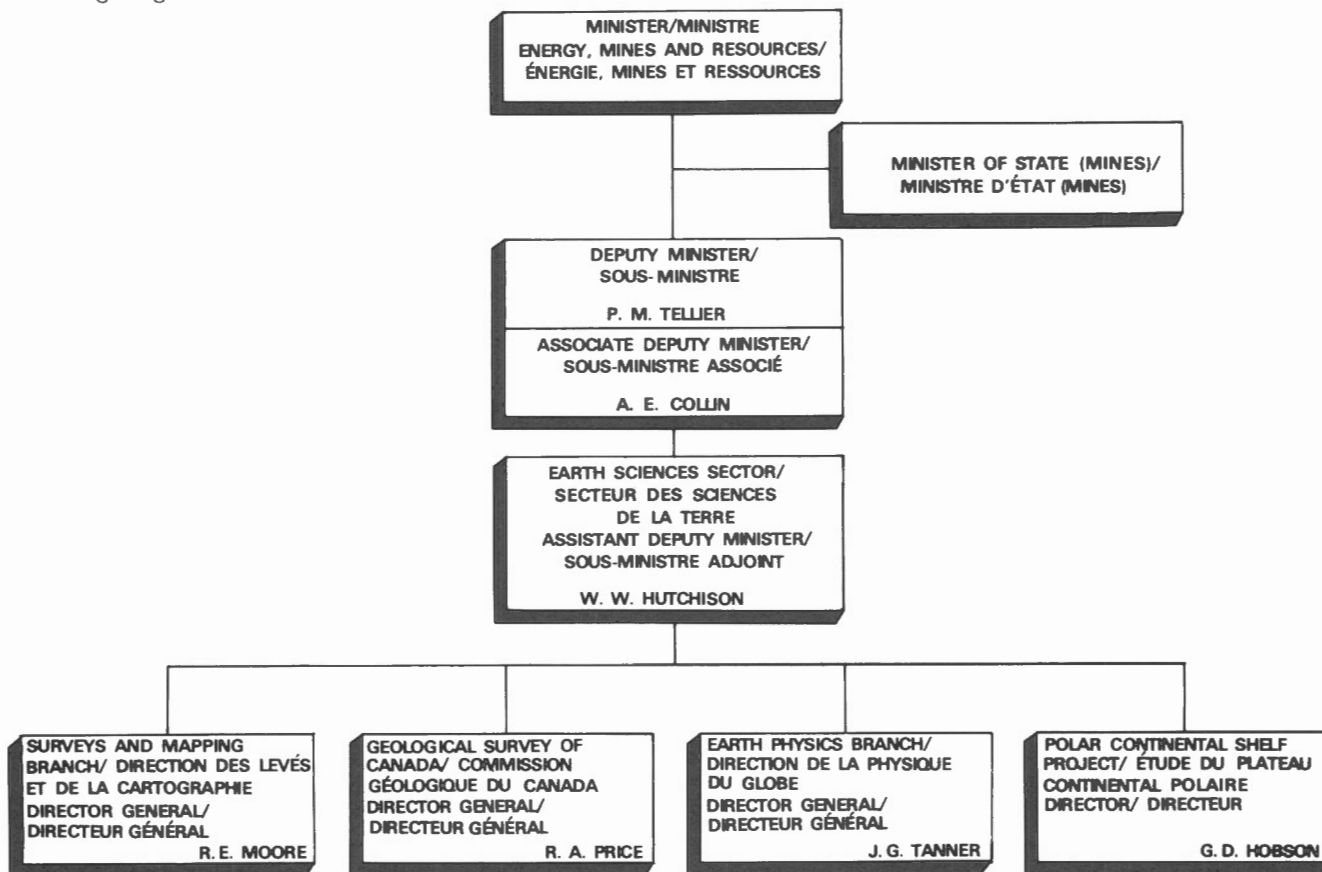 MINISTER/MINISTRE
ENERGY, MINES AND RESOURCES/
ÉNERGIE, MINES ET RESSOURCES
MINISTER OF STATE (MINES)/
MINISTRE D'ÉTAT (MINES)
DEPUTY MINISTER/
SOUS-MINISTRE
P. M. TELLIER
ASSOCIATE DEPUTY MINISTER/
SOUS-MINISTRE ASSOCIÉ
A. E. COLLIN
EARTH SCIENCES SECTOR/
SECTEUR DES SCIENCES
DE LA TERRE
ASSISTANT DEPUTY MINISTER/
SOUS-MINISTRE ADJOINT
W. W. HUTCHISON
SURVEYS AND MAPPING
BRANCH/ DIRECTION DES LEVÉS
ET DE LA CARTOGRAPHIE
DIRECTOR GENERAL/
DIRECTEUR GÉNÉRAL
R. E. MOORE
GEOLOGICAL SURVEY OF
CANADA/ COMMISSION
GÉOLOGIQUE DU CANADA
DIRECTOR GENERAL/
DIRECTEUR GÉNÉRAL
R. A. PRICE
EARTH PHYSICS BRANCH/
DIRECTION DE LA PHYSIQUE
DU GLOBE
DIRECTOR GENERAL/
DIRECTEUR GÉNÉRAL
J. G. TANNER
POLAR CONTINENTAL SHELF
PROJECT/ ÉTUDE DU PLATEAU
CONTINENTAL POLAIRE
DIRECTOR/ DIRECTEUR
G. D. HOBSON